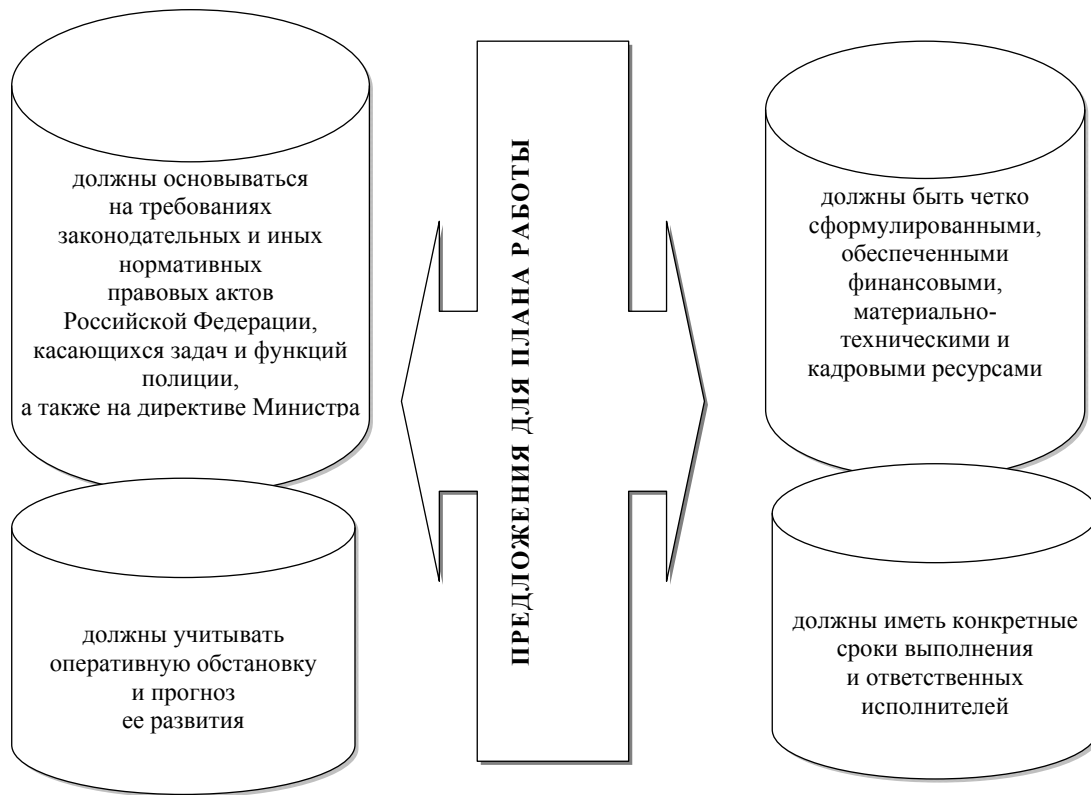 должны основываться
на требованиях
законодательных и иных
нормативных
правовых актов
Российской Федерации,
касающихся задач и функций
полиции,
а также на директиве Министра
должны учитывать
оперативную обстановку
и прогноз
ее развития
ПРЕДЛОЖЕНИЯ ДЛЯ ПЛАНА РАБОТЫ
должны быть четко
сформулированными,
обеспеченными
финансовыми,
материально-
техническими и
кадровыми ресурсами
должны иметь конкретные
сроки выполнения
и ответственных
исполнителей